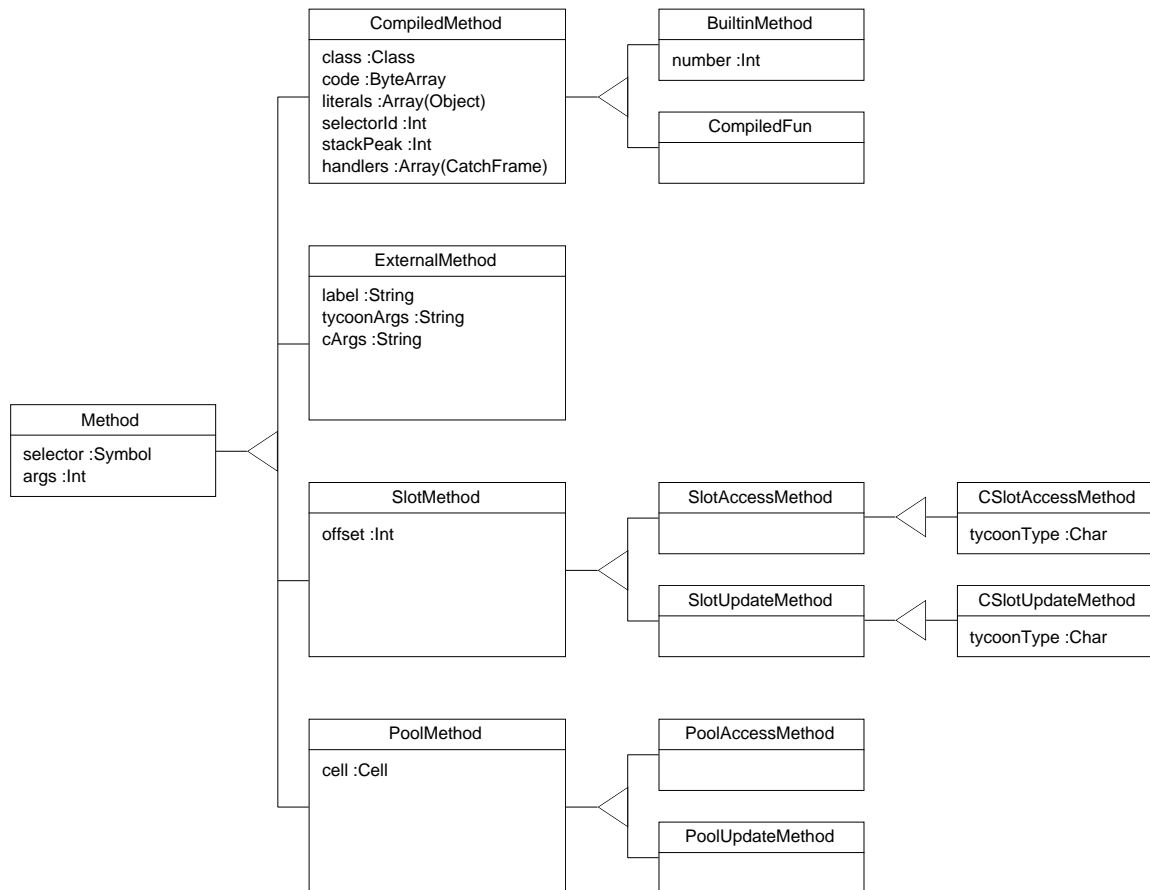 CompiledMethod
class :Class
code :ByteArray
literals :Array(Object)
selectorId :Int
stackPeak :Int
handlers :Array(CatchFrame)
BuiltinMethod
number :Int
CompiledFun
ExternalMethod
label :String
tycoonArgs :String
cArgs :String
Method
selector :Symbol
args :Int
SlotMethod
offset :Int
SlotAccessMethod
CSlotAccessMethod
tycoonType :Char
SlotUpdateMethod
CSlotUpdateMethod
tycoonType :Char
PoolMethod
cell :Cell
PoolAccessMethod
PoolUpdateMethod